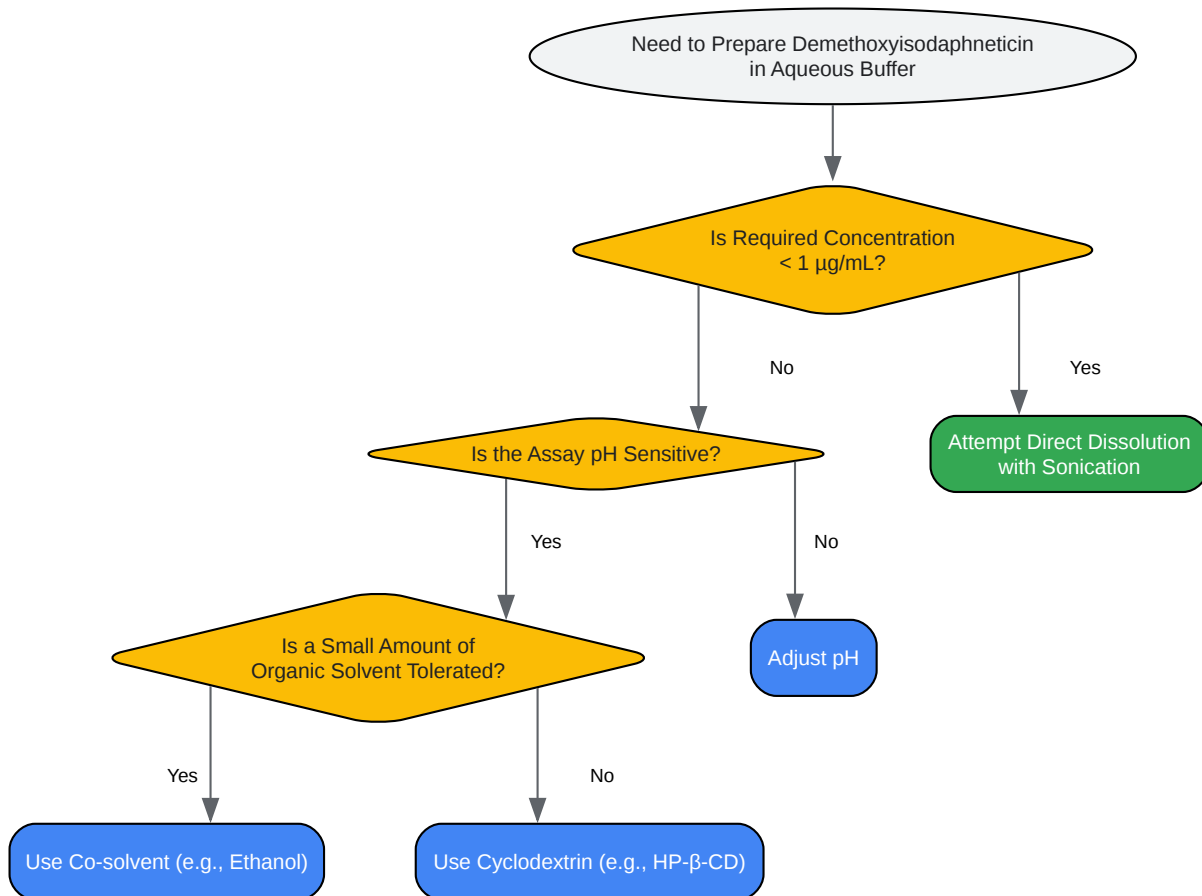 Need to Prepare Demethoxyisodaphneticin
in Aqueous Buffer
Is Required Concentration
< 1 µg/mL?
No
Yes
Attempt Direct Dissolution
with Sonication
Is the Assay pH Sensitive?
Yes
No
Is a Small Amount of
Organic Solvent Tolerated?
Adjust pH
Yes
No
Use Co-solvent (e.g., Ethanol)
Use Cyclodextrin (e.g., HP-β-CD)